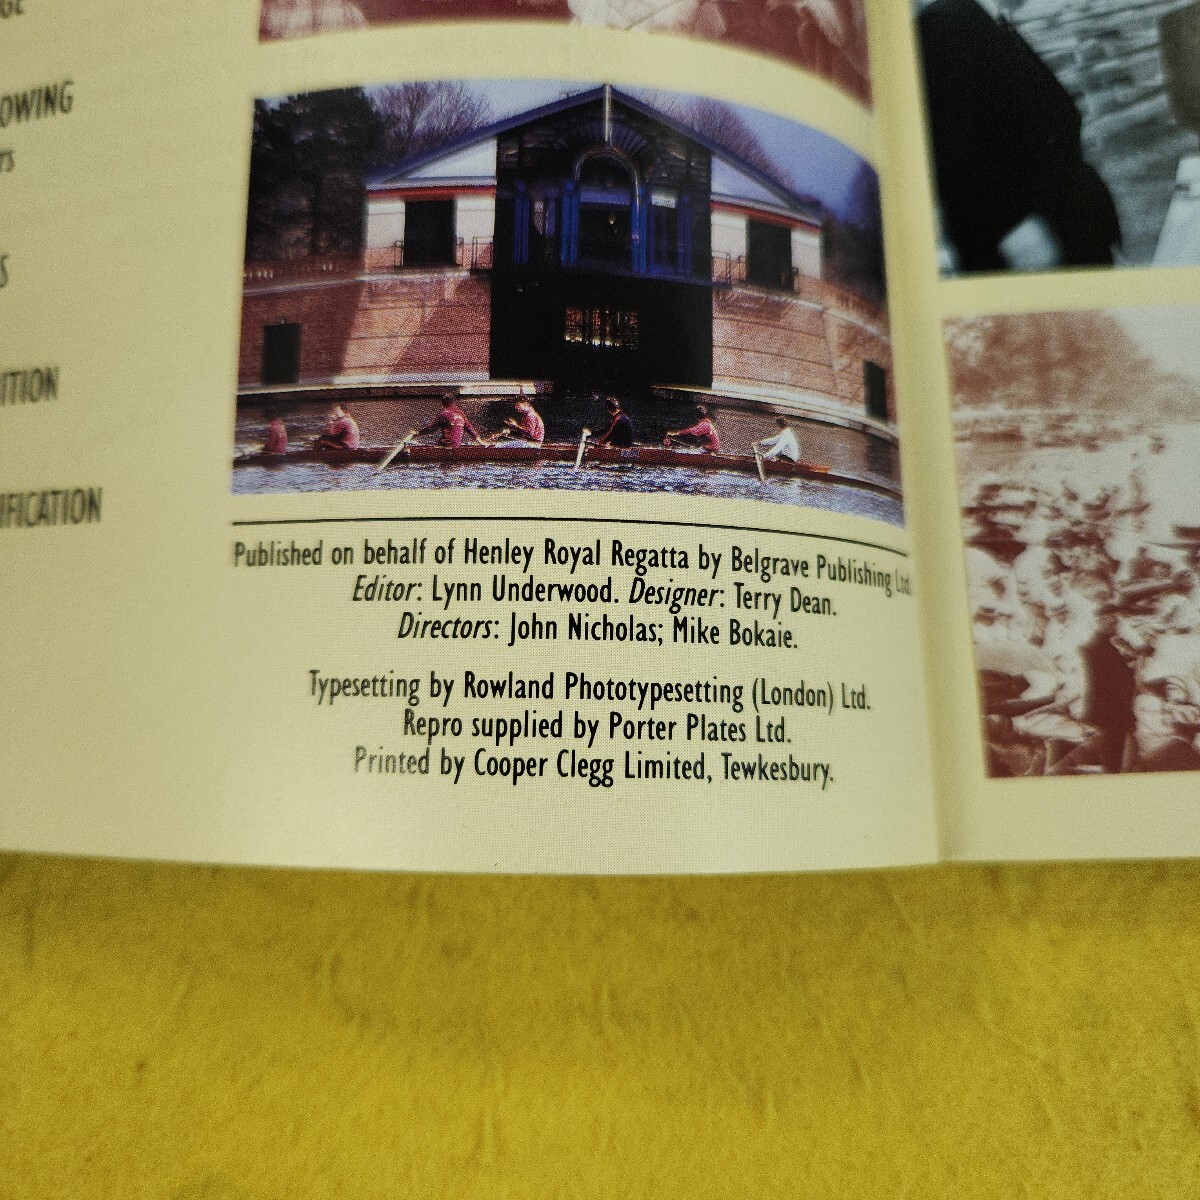 OWING
Published on behalf of Henley Royal Regatta by Belgrave Publishing Ltd.
Editor: Lynn Underwood. Designer: Terry Dean.
Directors: John Nicholas; Mike Bokaie.
Typesetting by Rowland Phototypesetting (London) Ltd.
Repro supplied by Porter Plates Ltd.
Printed by Cooper Clegg Limited, Tewkesbury.
ITION
IFICATION